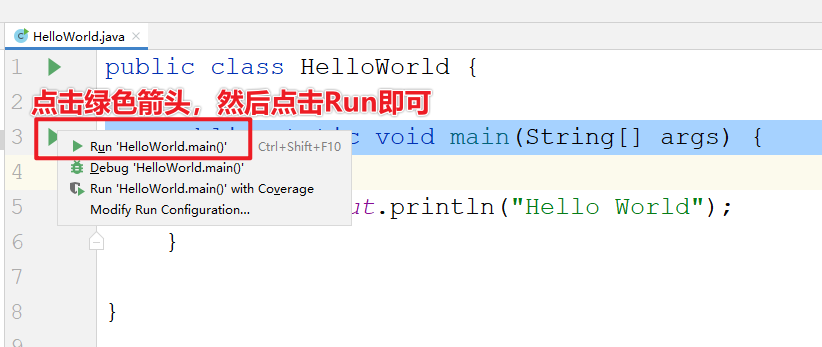 HelloWorld.java
1 public class HelloWorld {
2
点击绿色箭头，然后点击Run即可
3 void main(String[] args) {
Run 'HelloWorld.main()' Ctrl+Shift+F10
4
Debug 'HelloWorld.main()'
Run 'HelloWorld.main()' with Coverage
5 ut.println("Hello World");
Modify Run Configuration...
6 }
7
8 }